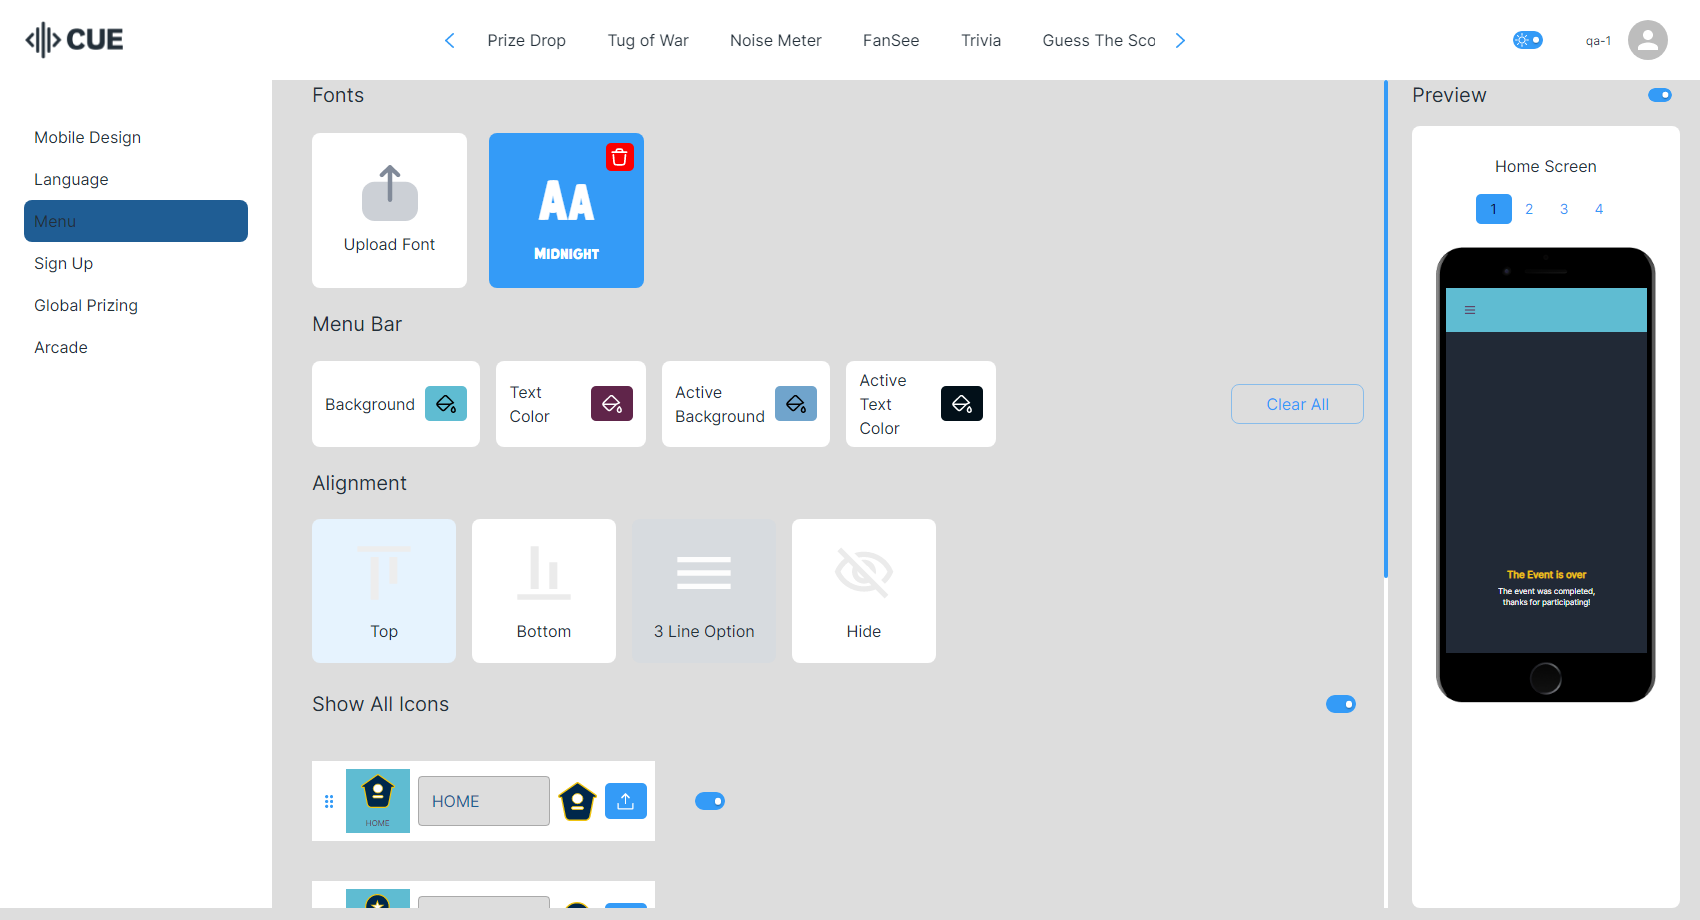 CUE
Prize Drop
Tug of War
Noise Meter
FanSee
Trivia
Guess The Sco
qa-1
Mobile Design
Language
Menu
Sign Up
Global Prizing
Arcade
Fonts
Upload Font
AA
MIDNIGHT
Menu Bar
Background
Text
Color
Active
Background
Active
Text
Color
Clear All
Alignment
Top
Bottom
3 Line Option
Hide
Show All Icons
HOME
HOME
Preview
Home Screen
1 2 3 4
The Event is over
The event was completed,
thanks for participating!